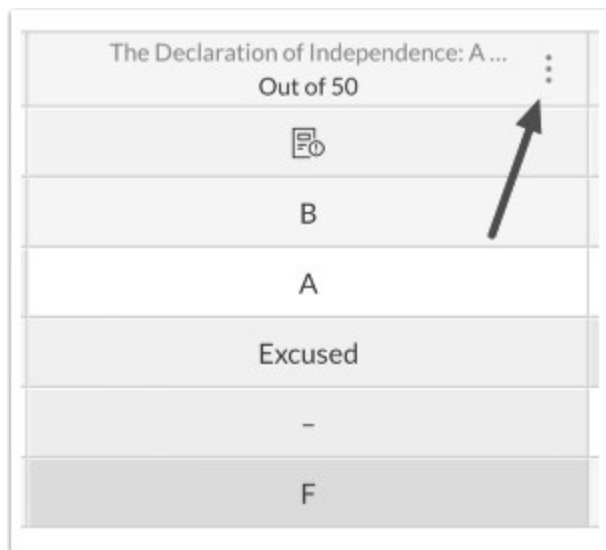 The Declaration of Independence: A ...
Out of 50
B
A
Excused
–
F